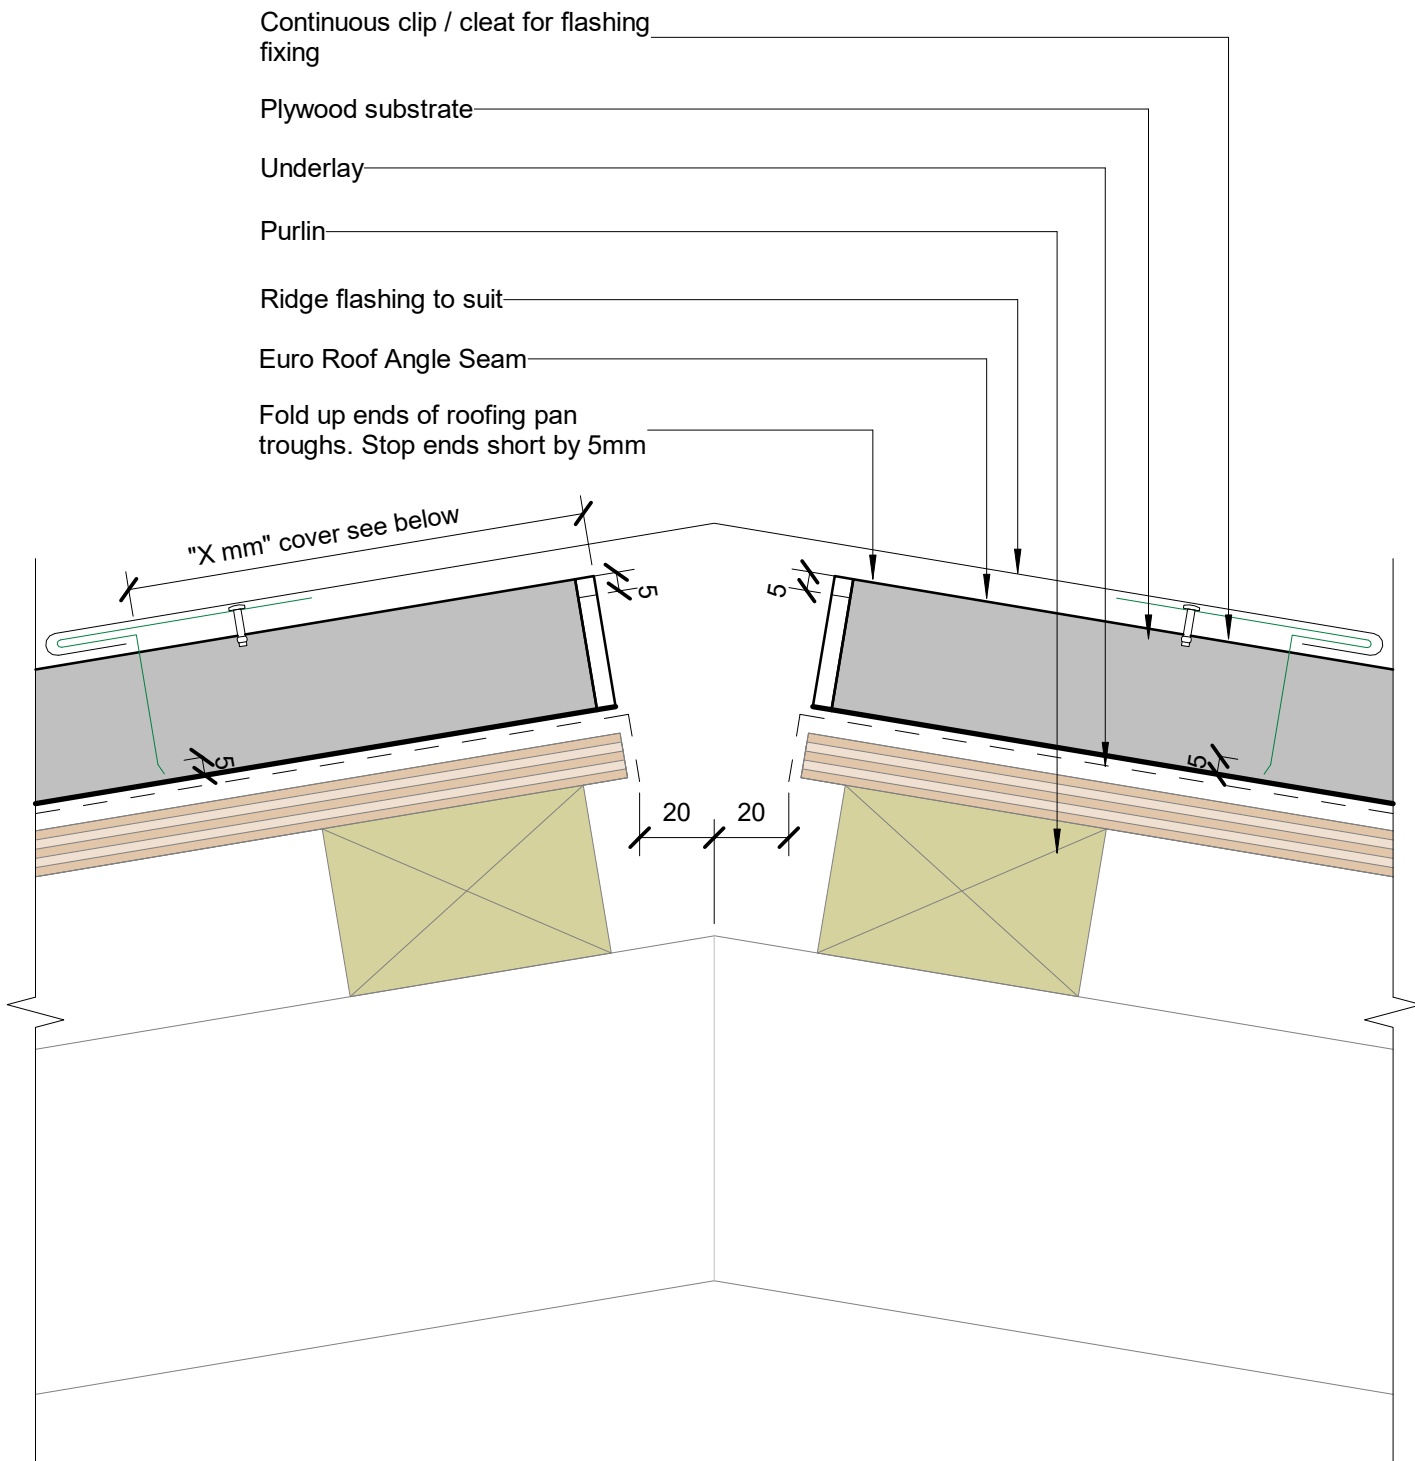 Continuous clip / cleat for flashing
fixing
Plywood substrate
Underlay
Purlin
Ridge flashing to suit
Euro Roof Angle Seam
Fold up ends of roofing pan
troughs. Stop ends short by 5mm
"X mm" cover see below
5
5
5
5
20
20